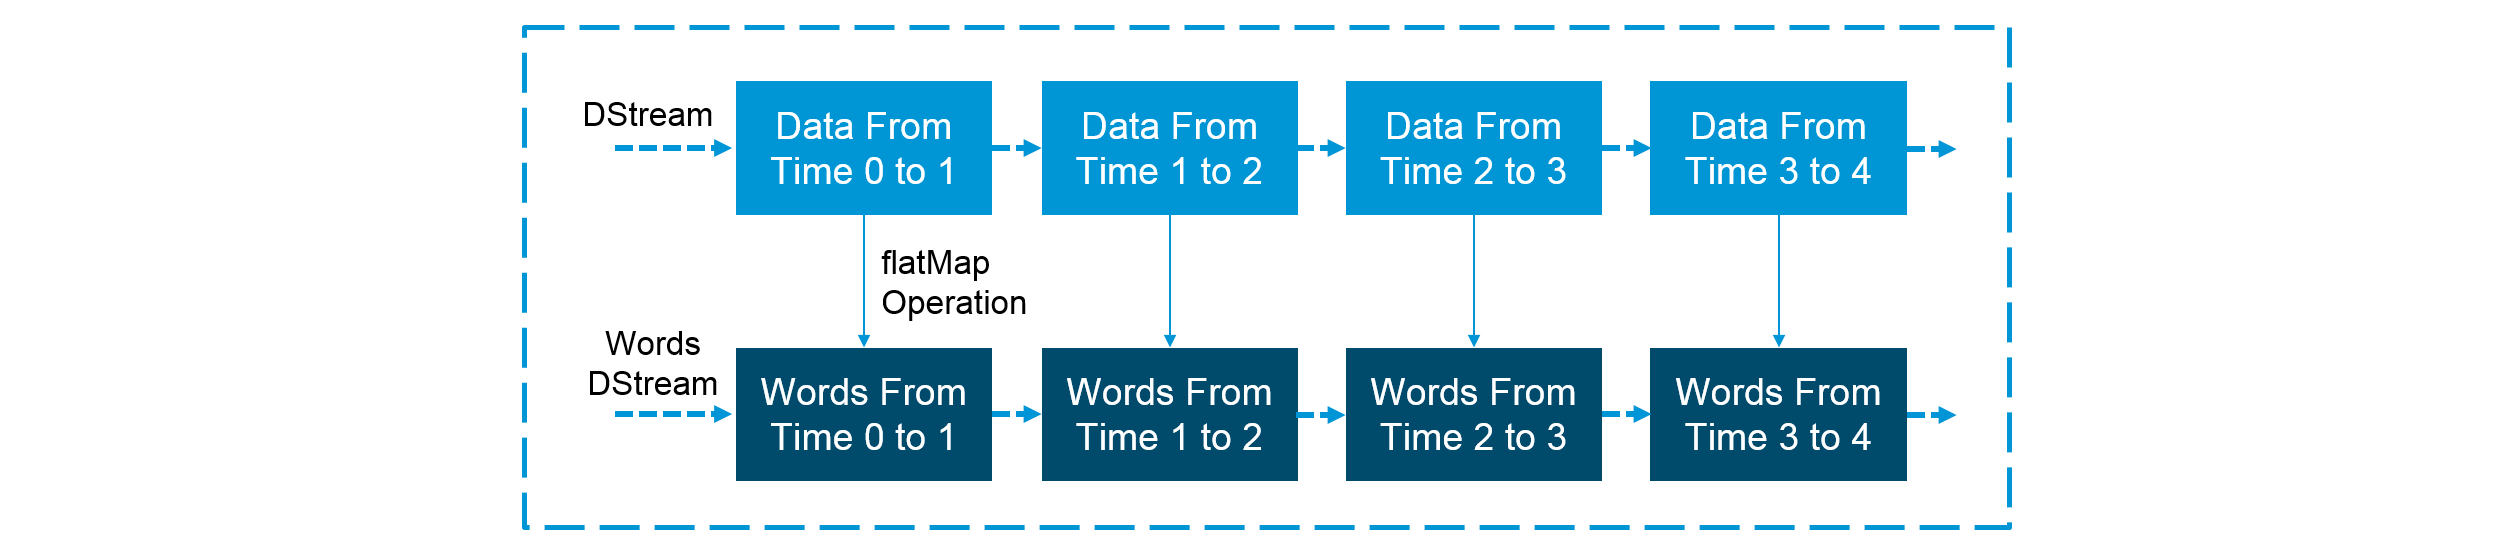 DStream
Data From
Time 0 to 1
Data From
Time 1 to 2
Data From
Time 2 to 3
Data From
Time 3 to 4
flatMap
Operation
Words
DStream
Words From
Time 0 to 1
Words From
Time 1 to 2
Words From
Time 2 to 3
Words From
Time 3 to 4